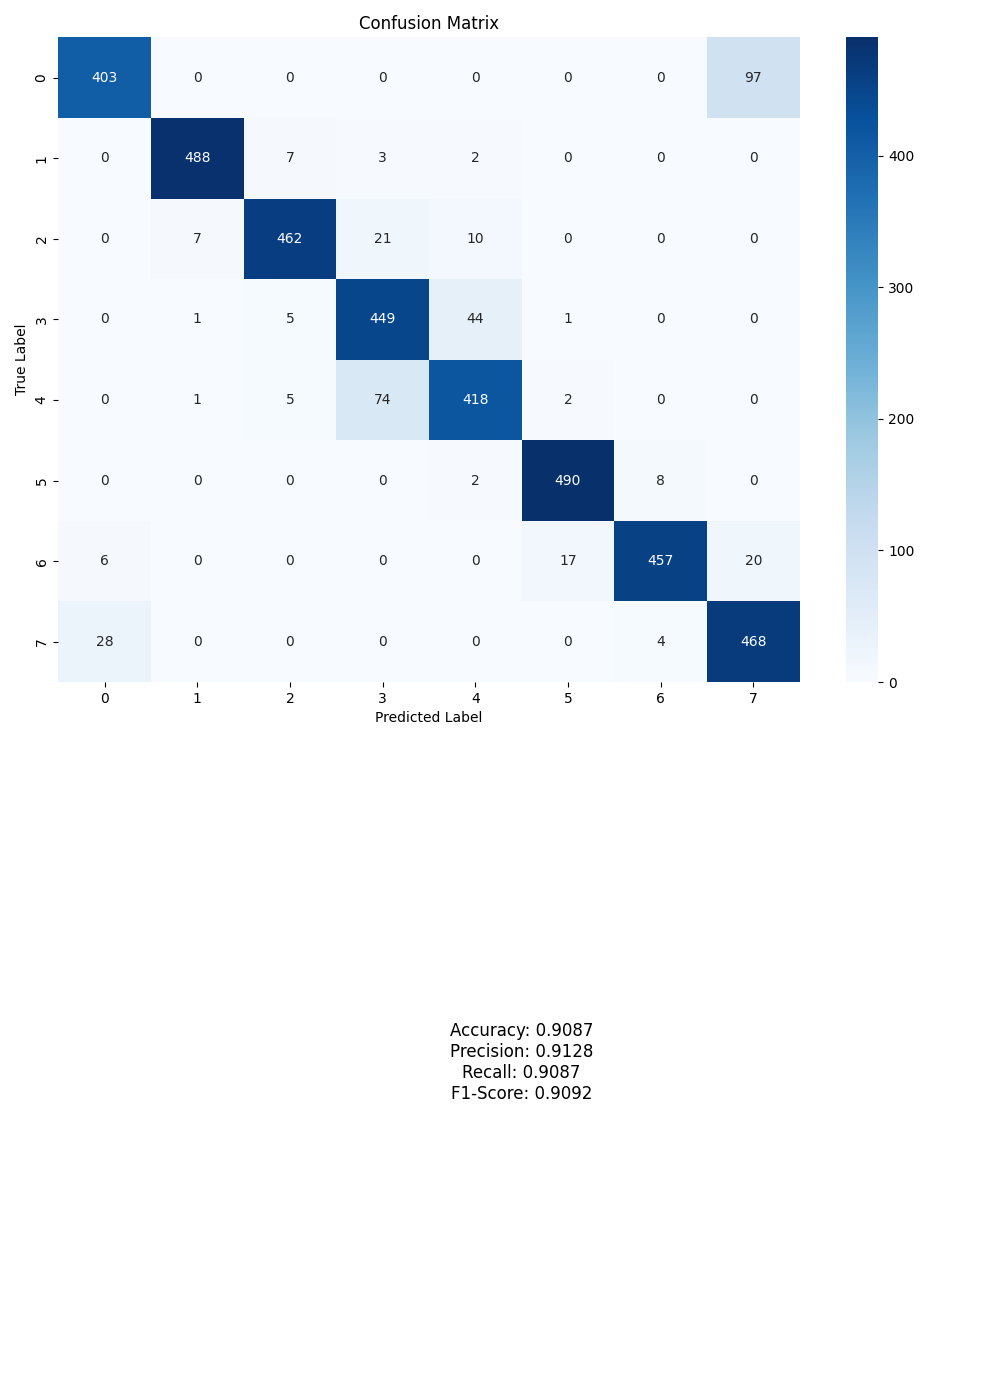 Confusion Matrix
True Label
0 403 0 0 0 0 0 0 97
1 0 488 7 3 2 0 0 0
2 0 7 462 21 10 0 0 0
3 0 1 5 449 44 1 0 0
4 0 1 5 74 418 2 0 0
5 0 0 0 0 2 490 8 0
6 6 0 0 0 0 17 457 20
7 28 0 0 0 0 0 4 468
0 1 2 3 4 5 6 7
Predicted Label
400
300
200
100
0
Accuracy: 0.9087
Precision: 0.9128
Recall: 0.9087
F1-Score: 0.9092